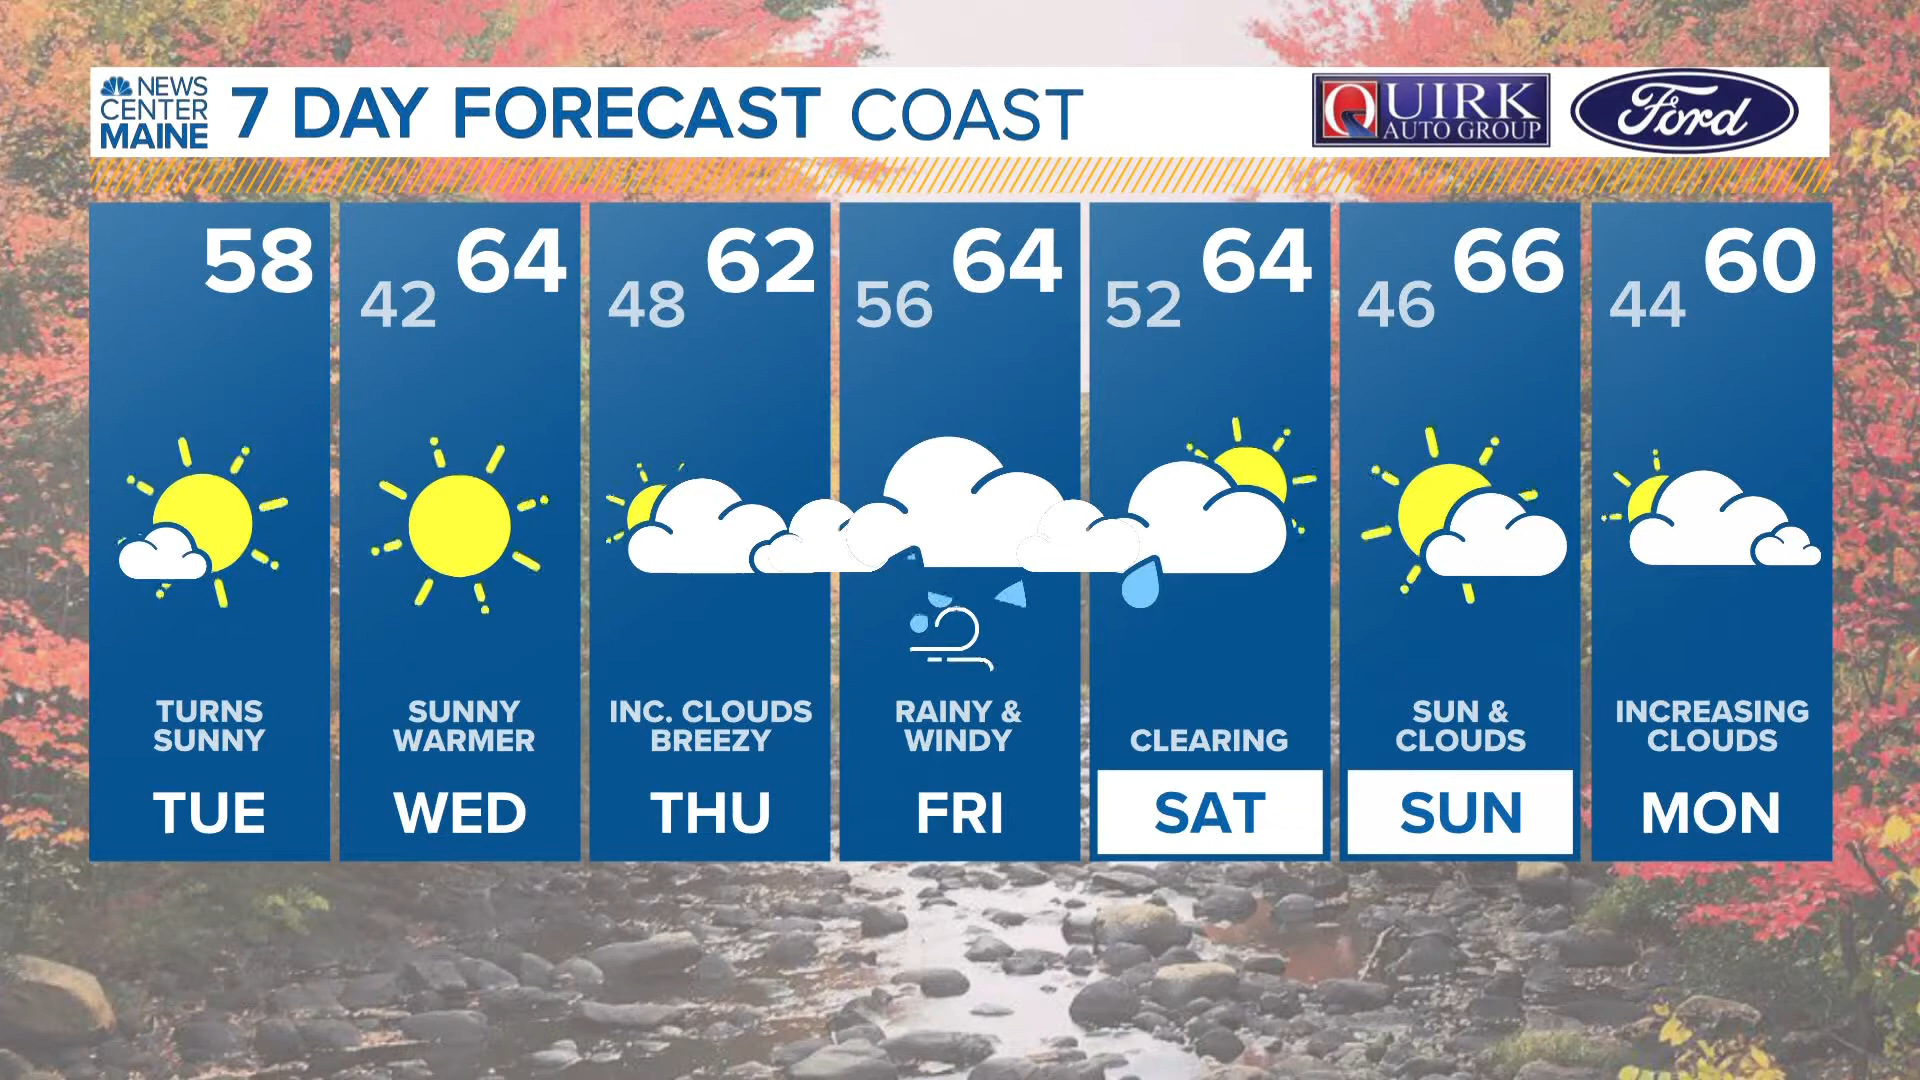 NEWS
CENTER
MAINE
7 DAY FORECAST COAST
QUIRK
AUTO GROUP
Ford
58
42 64
48 62
56 64
52 64
46 66
44 60
TURNS
SUNNY
SUNNY
WARMER
INC. CLOUDS
BREEZY
RAINY &
WINDY
CLEARING
SUN &
CLOUDS
INCREASING
CLOUDS
TUE
WED
THU
FRI
SAT
SUN
MON